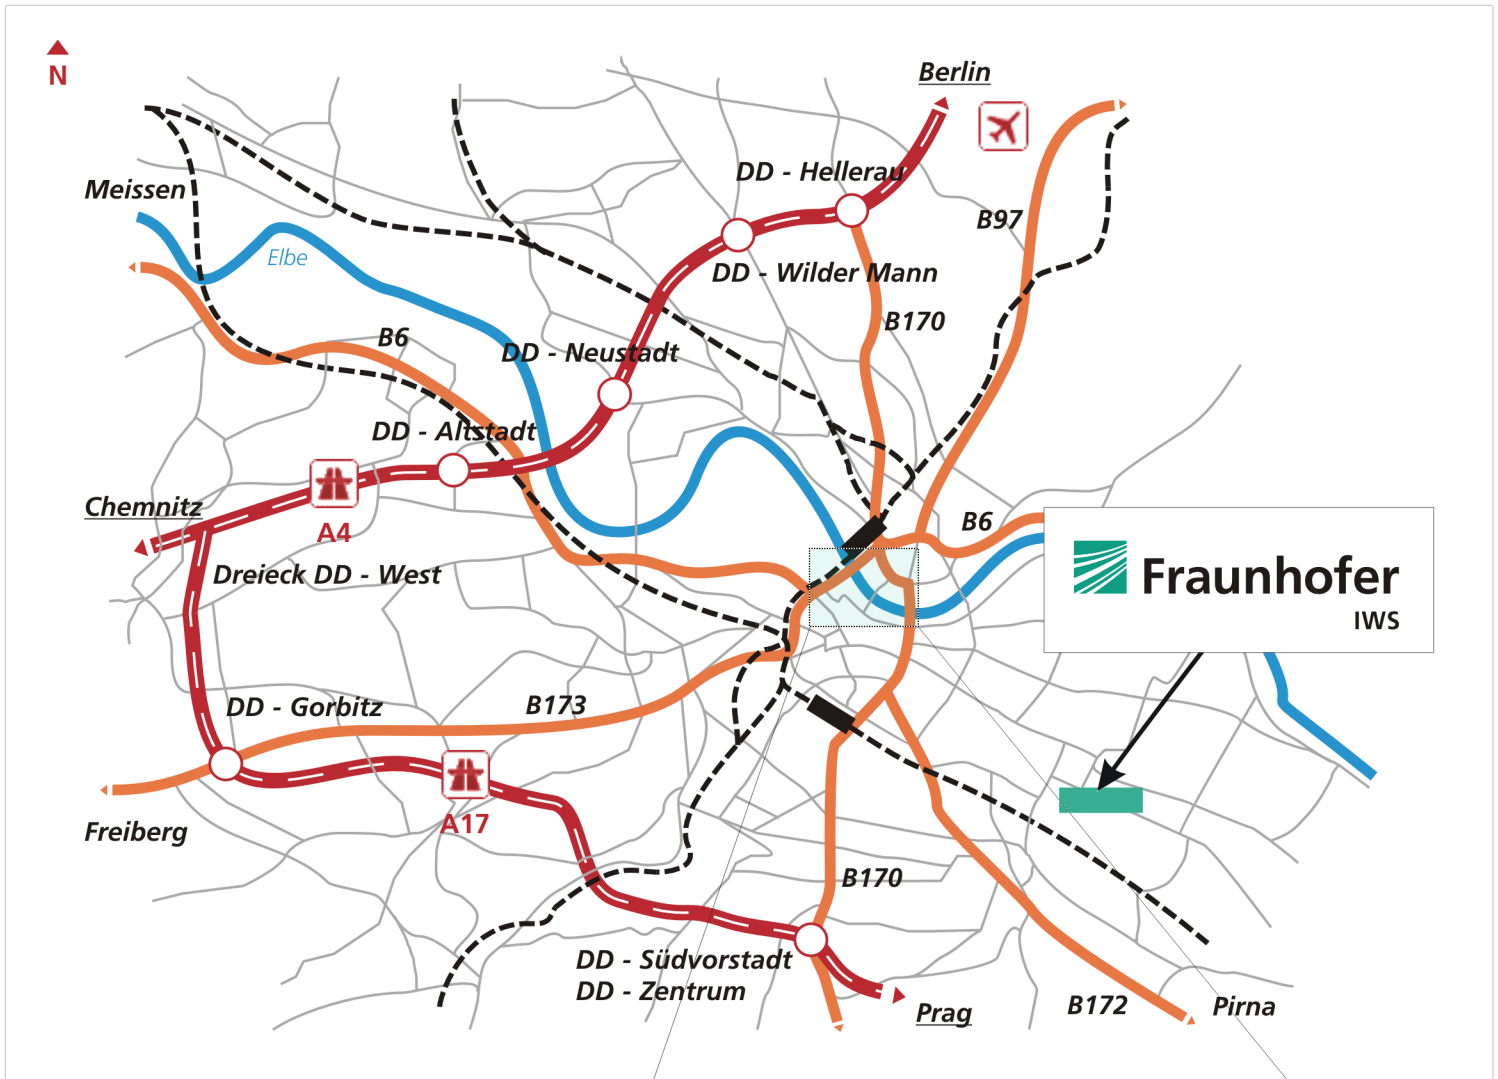 Berlin
N
DD - Hellerau
Meissen
B97
Elbe
DD - Wilder Mann
B170
B6
DD - Neustadt
DD - Altstadt
Chemnitz
A4
B6
Dreieck DD - West
Fraunhofer
IWS
DD - Gorbitz
B173
Freiberg
A17
B170
DD - Südvorstadt
DD - Zentrum
Prag
B172
Pirna